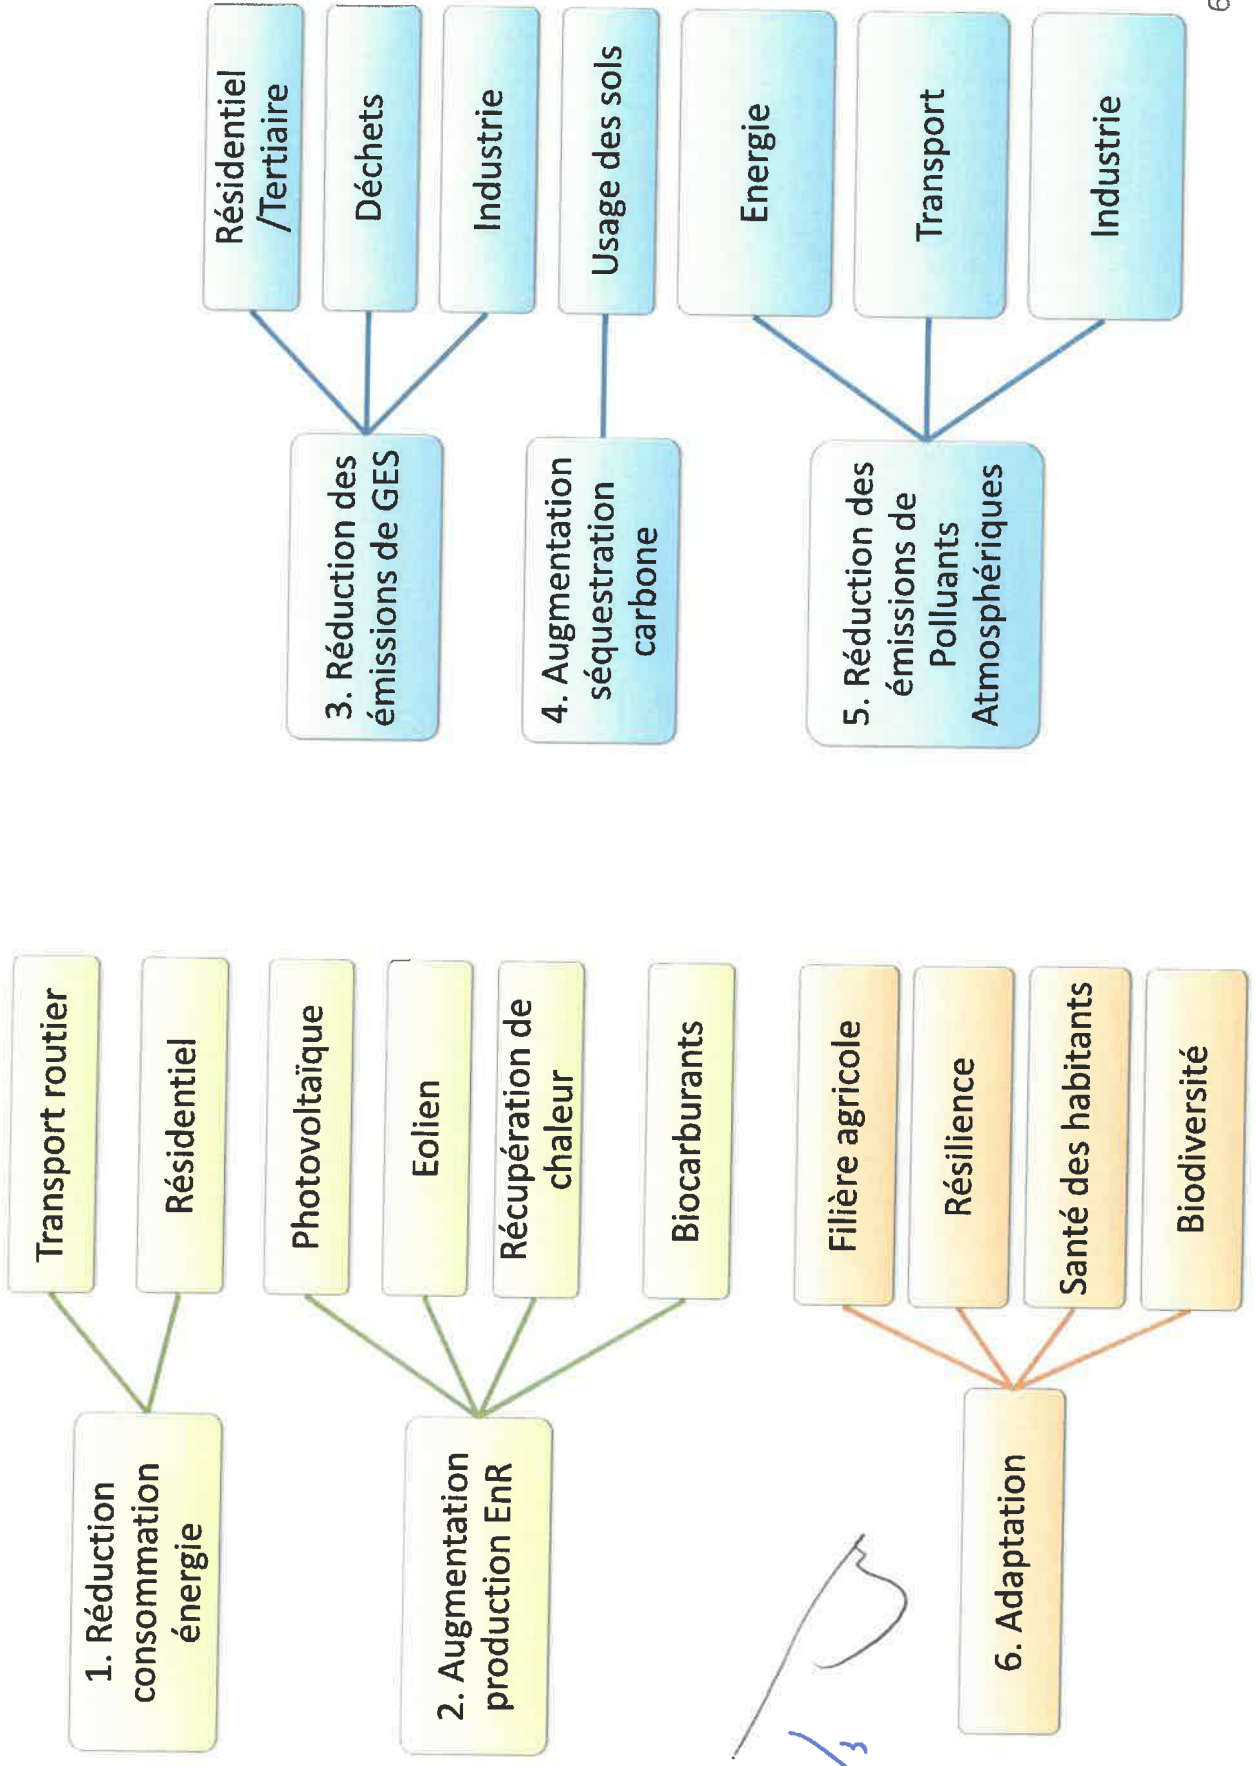 1. Réduction
consommation
énergie
Transport routier
Résidentiel
2. Augmentation
production EnR
Photovoltaïque
Eolien
Récupération de
chaleur
Biocarburants
6. Adaptation
Filière agricole
Résilience
Santé des habitants
Biodiversité
3. Réduction des
émissions de GES
Résidentiel
/Tertiaire
Déchets
Industrie
4. Augmentation
séquestration
carbone
Usage des sols
5. Réduction des
émissions de
Polluants
Atmosphériques
Energie
Transport
Industrie